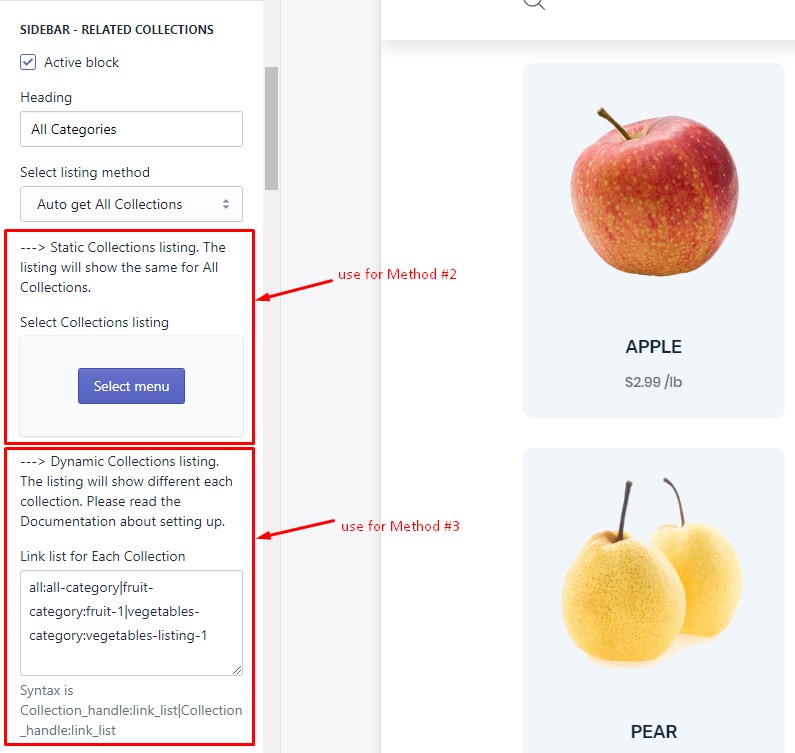 SIDEBAR - RELATED COLLECTIONS
Active block
Heading
All Categories
Select listing method
Auto get All Collections
---> Static Collections listing. The
listing will show the same for All
Collections.
Select Collections listing
Select menu
---> Dynamic Collections listing.
The listing will show different each
collection. Please read the
Documentation about setting up.
Link list for Each Collection
all:all-category|fruit-
category:fruit-1|vegetables-
category:vegetables-listing-1
Syntax is
Collection_handle:link_list|Collection
_handle:link_list
use for Method #2
use for Method #3
APPLE
$2.99 /lb
PEAR